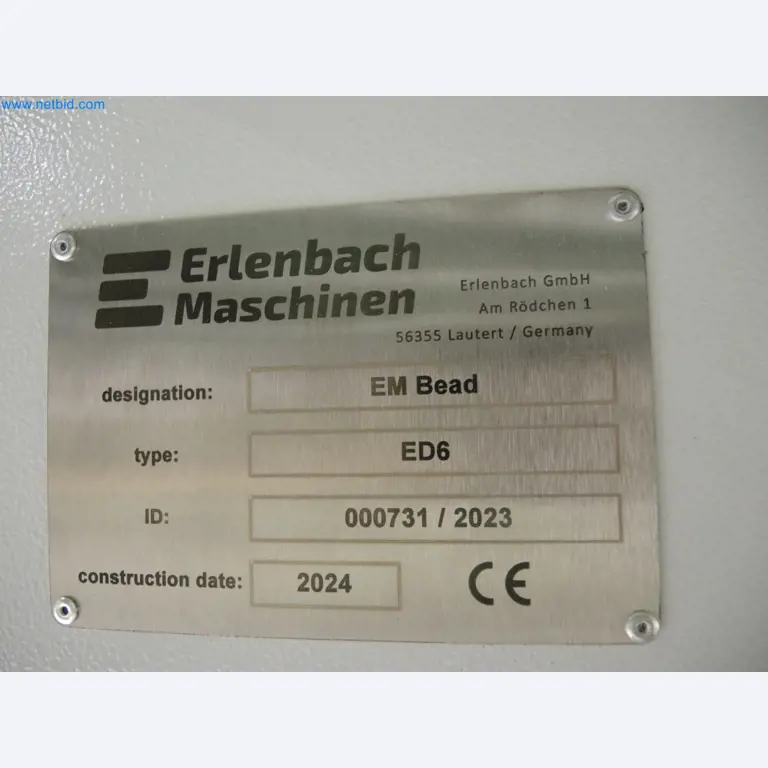 www.netbid.com
Erlenbach
Maschinen
Erlenbach GmbH
Am Rödchen 1
56355 Lautert / Germany
designation: EM Bead
type: ED6
ID: 000731 / 2023
construction date: 2024 CE